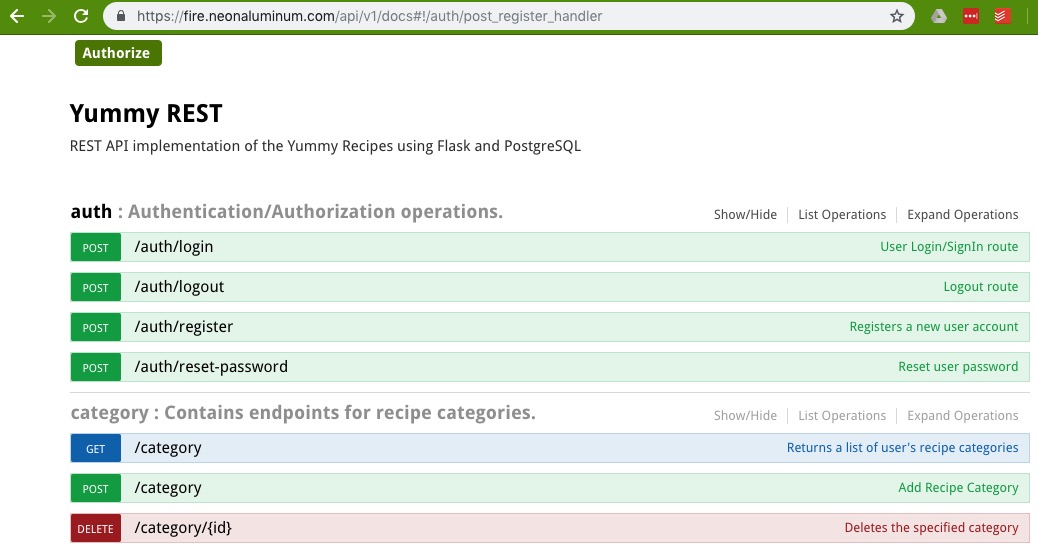 https://fire.neonaluminum.com/api/v1/docs#!/auth/post_register_handler
Authorize
Yummy REST
REST API implementation of the Yummy Recipes using Flask and PostgreSQL
auth : Authentication/Authorization operations. Show/Hide List Operations Expand Operations
POST /auth/login User Login/SignIn route
POST /auth/logout Logout route
POST /auth/register Registers a new user account
POST /auth/reset-password Reset user password
category : Contains endpoints for recipe categories. Show/Hide List Operations Expand Operations
GET /category Returns a list of user's recipe categories
POST /category Add Recipe Category
DELETE /category/{id} Deletes the specified category